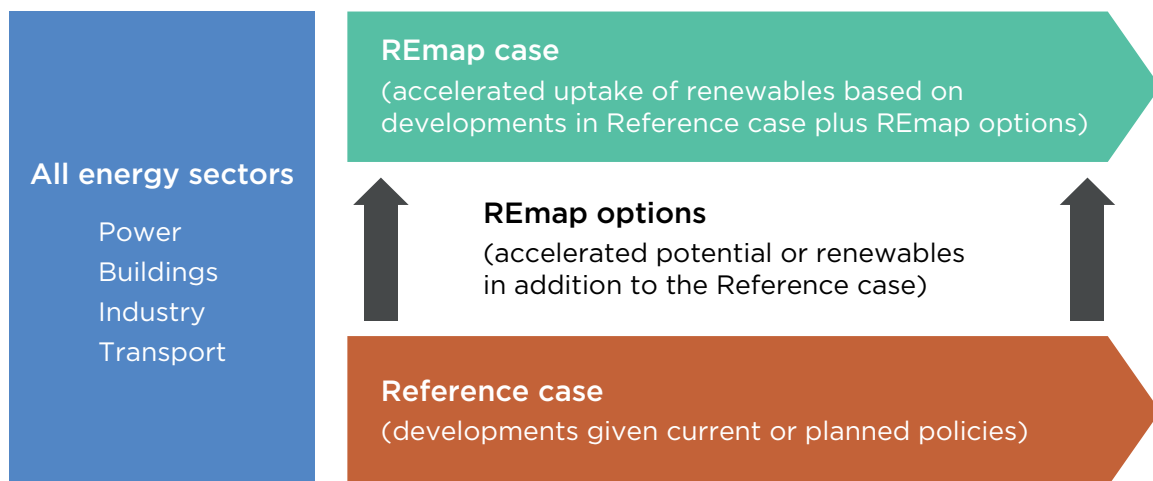 All energy sectors
Power
Buildings
Industry
Transport
REmap case
(accelerated uptake of renewables based on
developments in Reference case plus REmap options)
REmap options
(accelerated potential or renewables
in addition to the Reference case)
Reference case
(developments given current or planned policies)